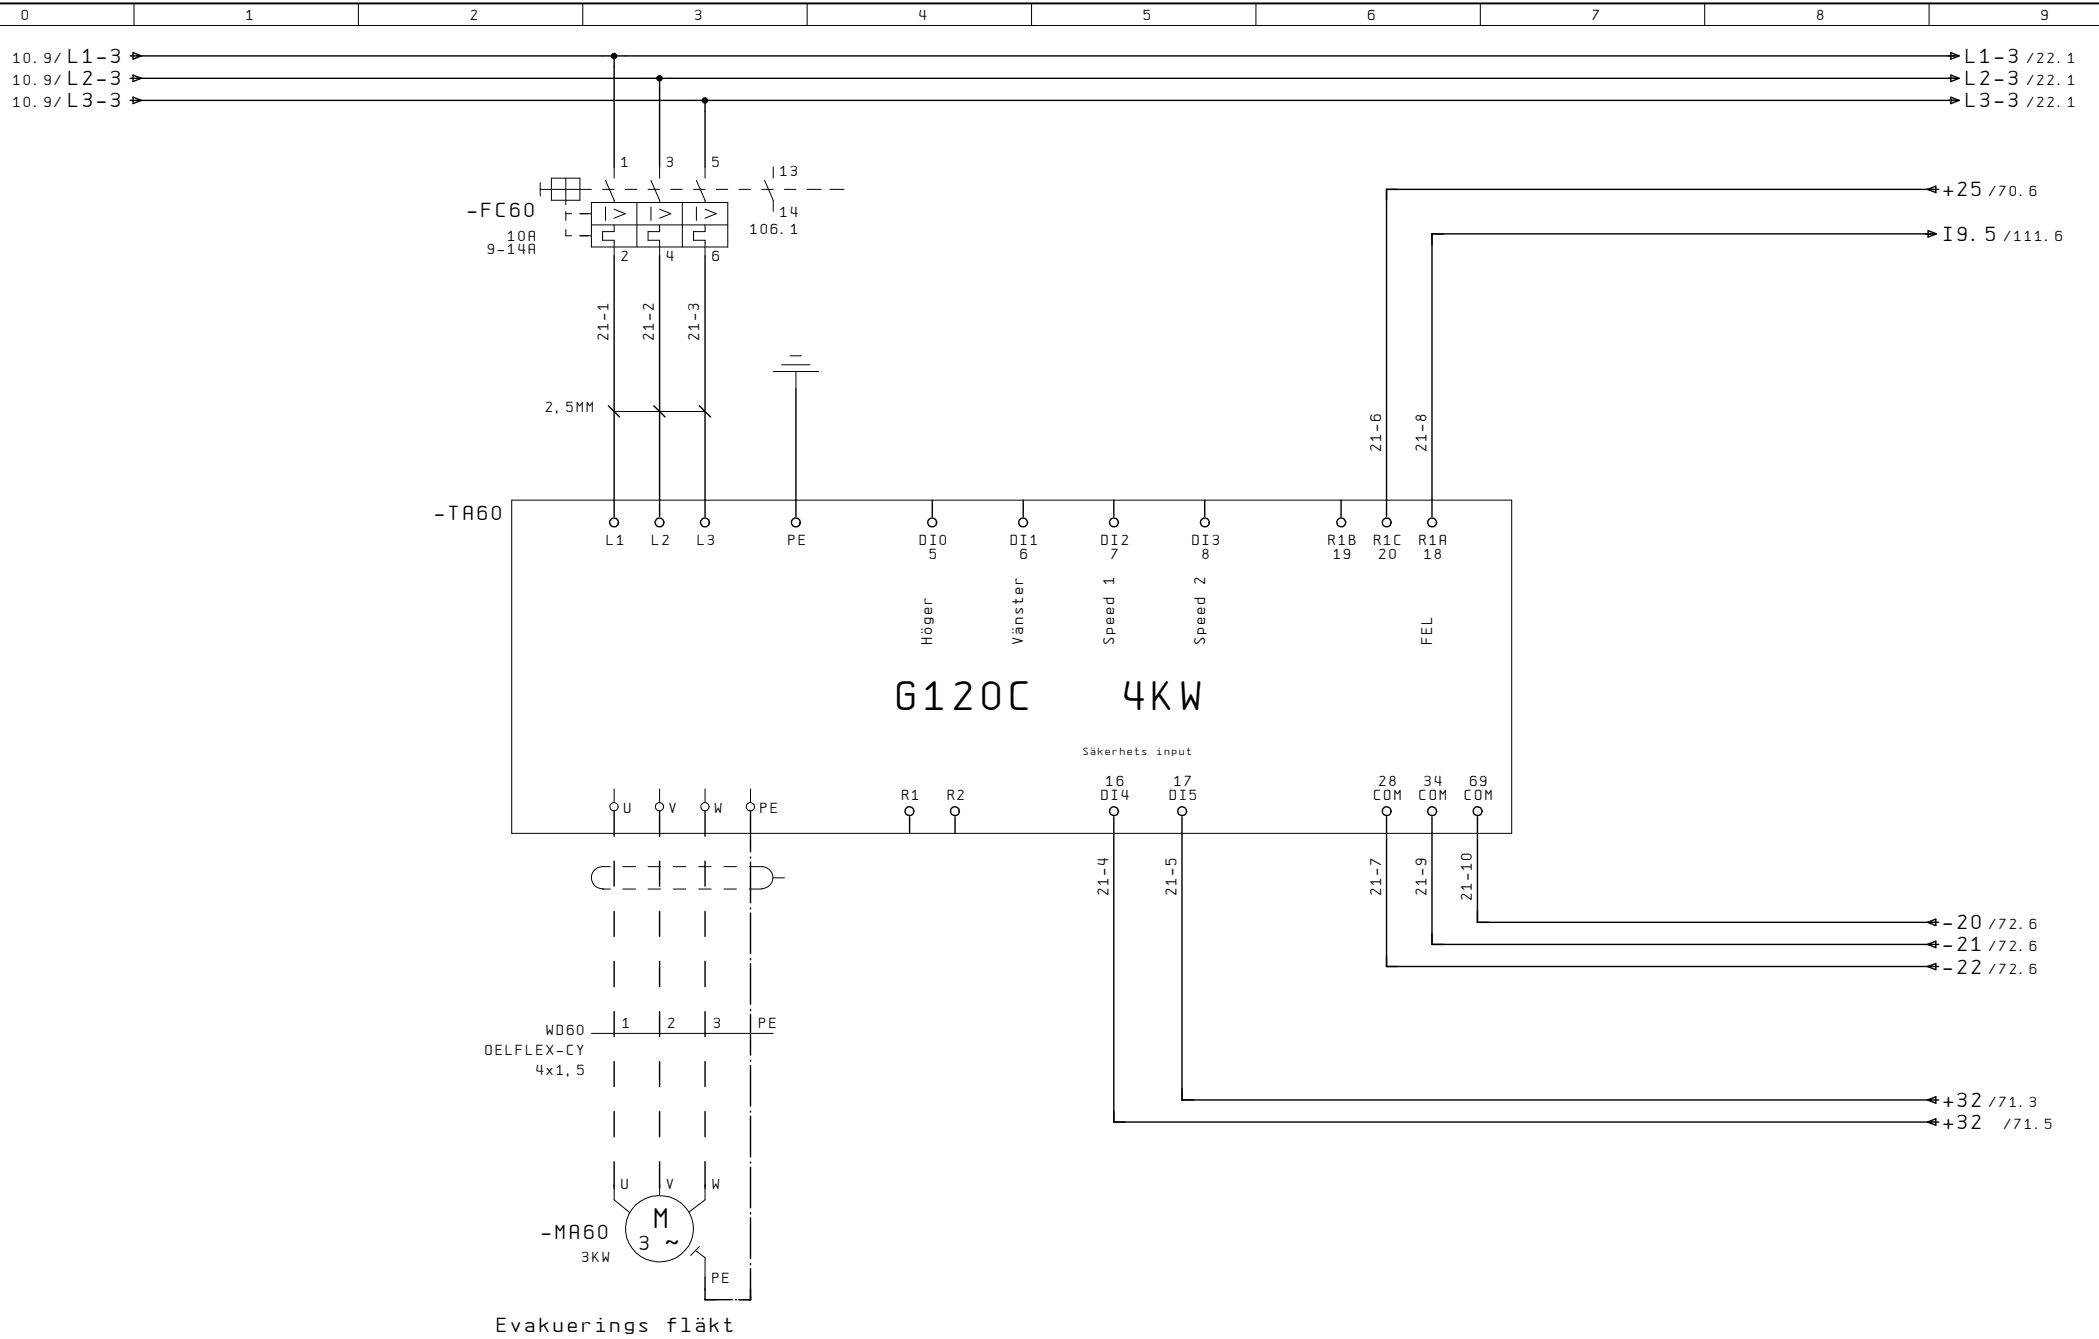 0 1 2 3 4 5 6 7 8 9
10.9/L1-3 L1-3 /22.1
10.9/L2-3 L2-3 /22.1
10.9/L3-3 L3-3 /22.1
1 3 5 13
+25 /70.6
-FC60 14
10A 106.1
I9.5 /111.6
9-14A
2 4 6
21-1 21-2 21-3
2,5MM
21-6 21-8
-TA60
L1 L2 L3 PE DI0 DI1 DI2 DI3 R1B R1C R1A
5 6 7 8 19 20 18
Höger Vänster Speed 1 Speed 2 FEL
G120C 4KW
Säkerhets input
16 17 28 34 69
R1 R2 DI4 DI5 COM COM COM
U V W PE
21-4 21-5 21-7 21-9 21-10
-20 /72.6
-21 /72.6
-22 /72.6
WD60 1 2 3 PE
OELFLEX-CY
4x1,5
+32 /71.3
+32 /71.5
U V W
-MA60 M
3 ~
3KW
PE
Evakuerings fläkt